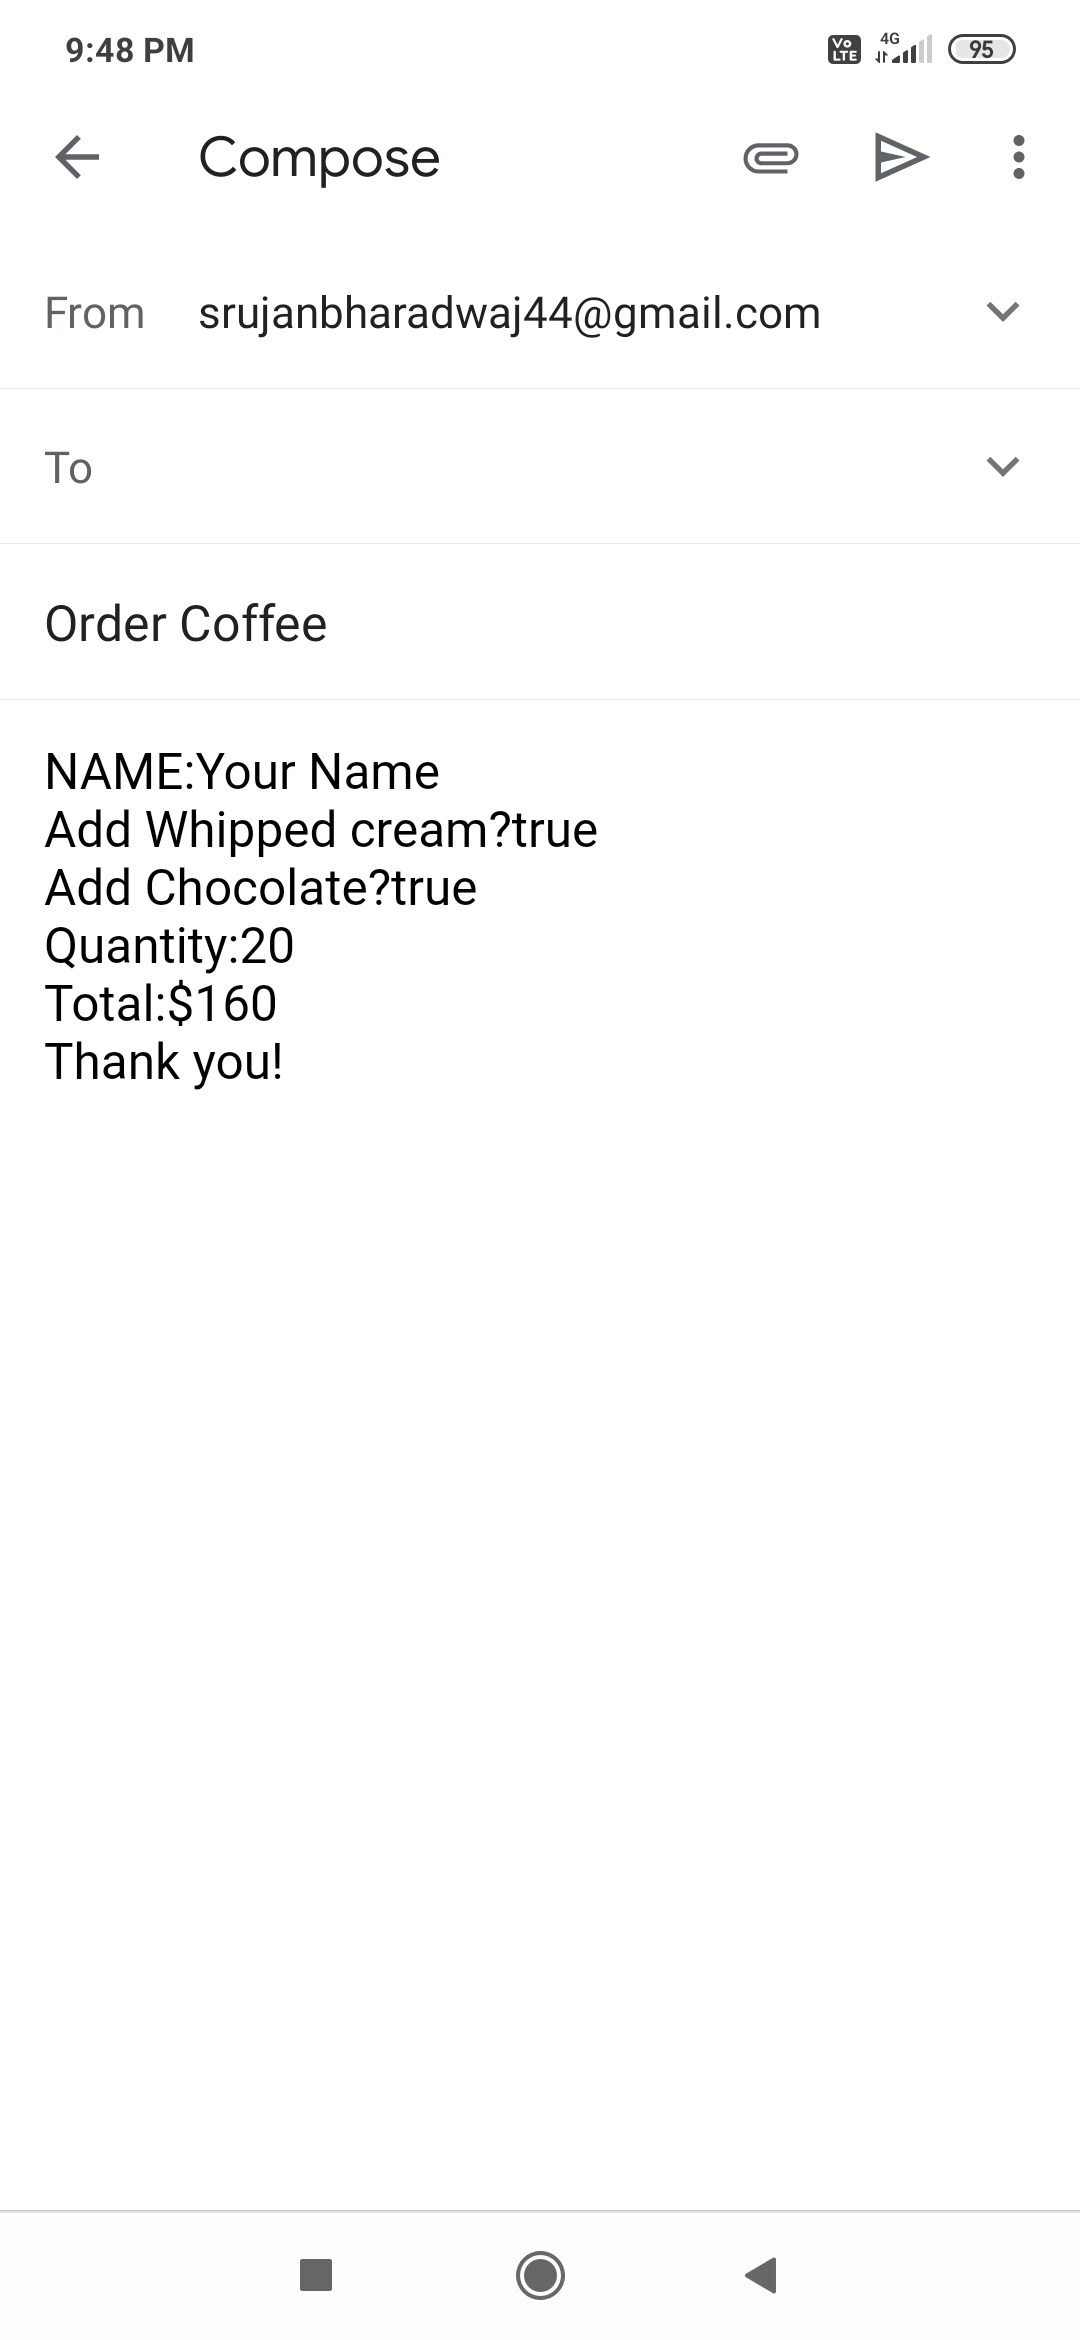 9:48 PM
Vo LTE 4G 95
Compose
From srujanbharadwaj44@gmail.com
To
Order Coffee
NAME:Your Name
Add Whipped cream?true
Add Chocolate?true
Quantity:20
Total:$160
Thank you!